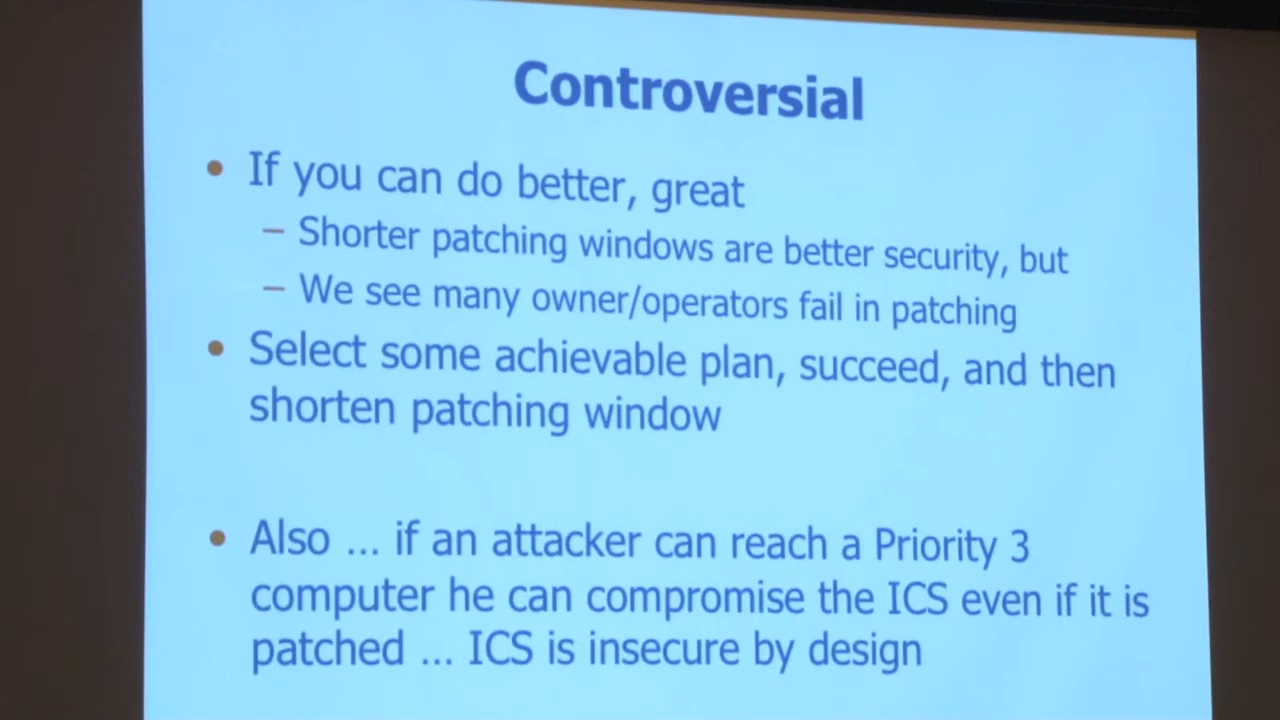 Controversial
• If you can do better, great
– Shorter patching windows are better security, but
– We see many owner/operators fail in patching
• Select some achievable plan, succeed, and then
shorten patching window
• Also ... if an attacker can reach a Priority 3
computer he can compromise the ICS even if it is
patched ... ICS is insecure by design